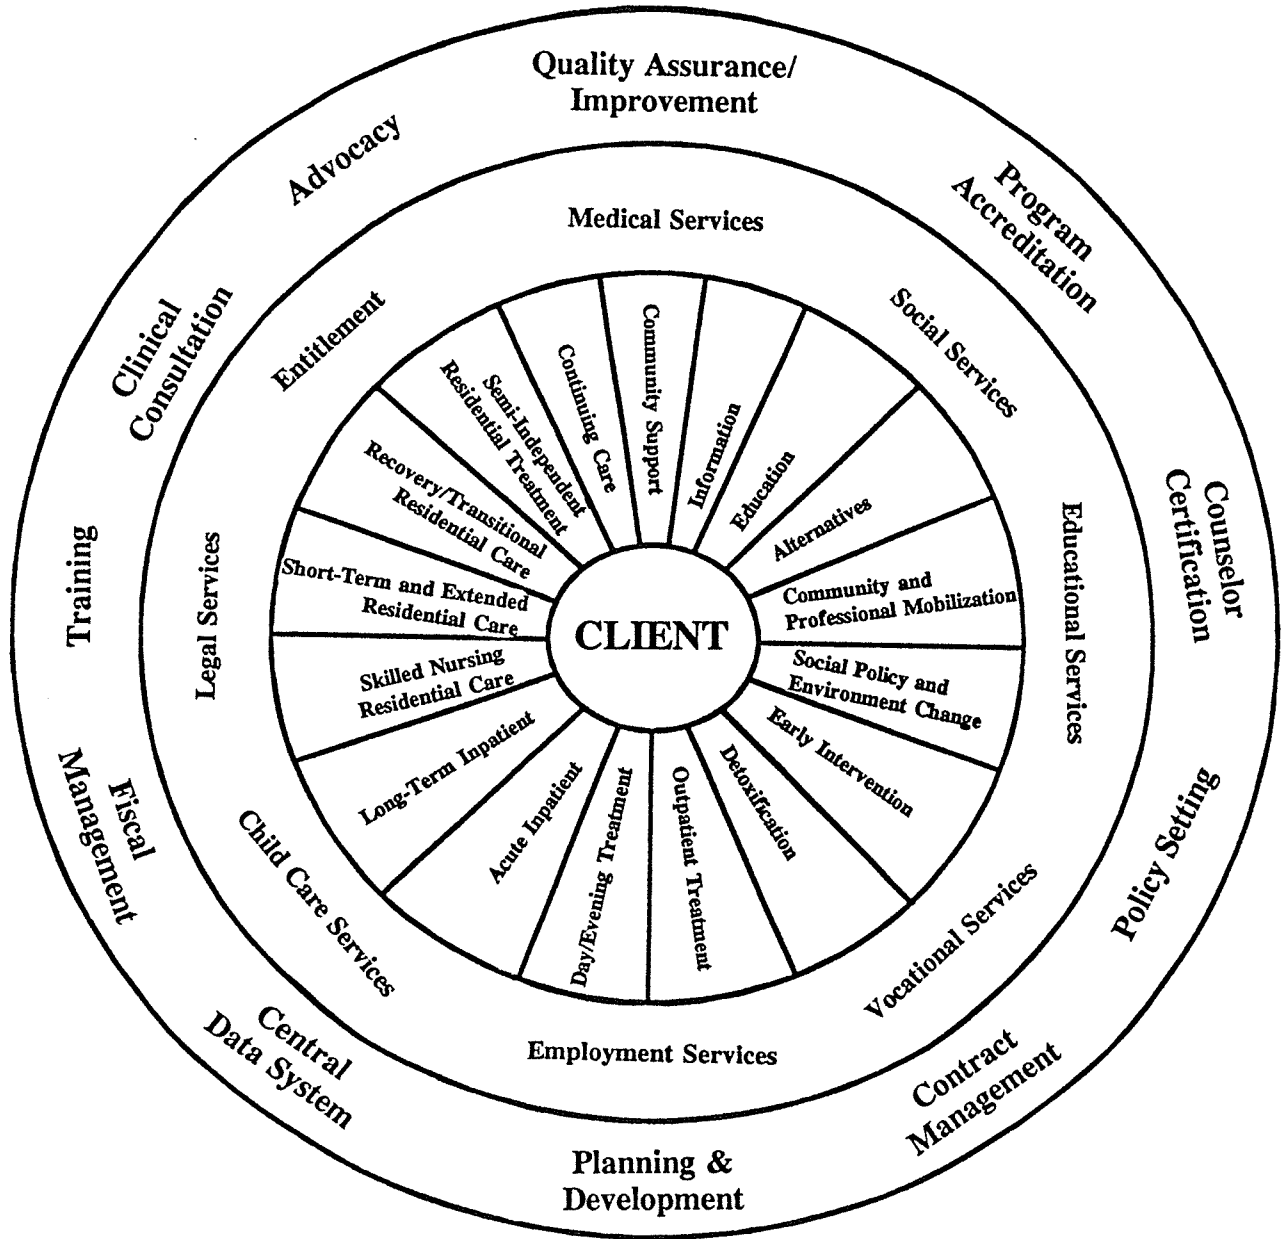 Quality Assurance/
Improvement
Program
Accreditation
Counselor
Certification
Policy Setting
Contract
Management
Planning &
Development
Central
Data System
Fiscal
Management
Training
Clinical
Consultation
Advocacy
Medical Services
Social Services
Educational Services
Vocational Services
Employment Services
Child Care Services
Legal Services
Entitlement
Community Support
Information
Education
Alternatives
Community and
Professional Mobilization
Social Policy and
Environment Change
Early Intervention
Detoxification
Outpatient Treatment
Day/Evening Treatment
Acute Inpatient
Long-Term Inpatient
Skilled Nursing
Residential Care
Short-Term and Extended
Residential Care
Recovery/Transitional
Residential Care
Semi-Independent
Residential Treatment
Continuing Care
CLIENT